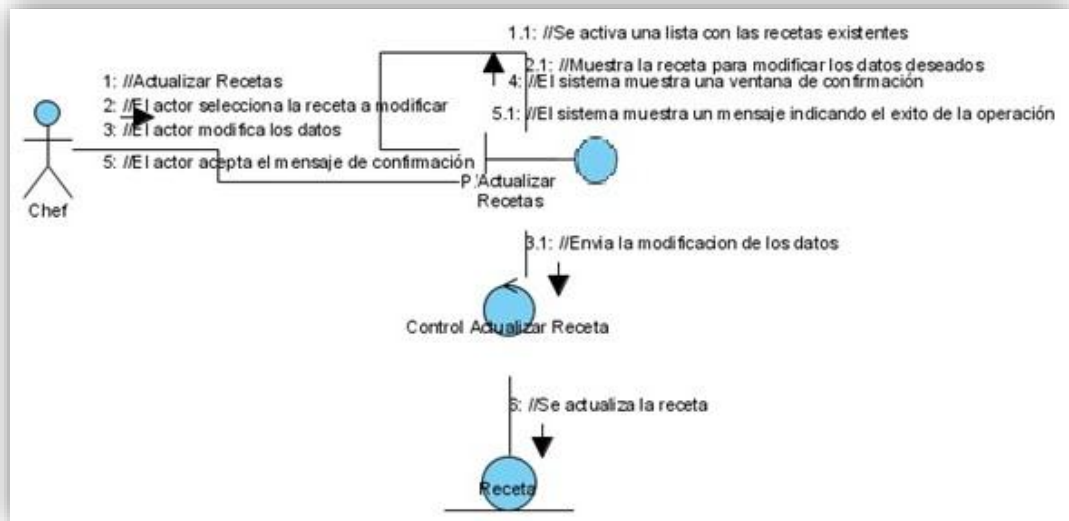 1.1: //Se activa una lista con las recetas existentes
2.1: //Muestra la receta para modificar los datos deseados
4: //El sistema muestra una ventana de confirmación
5.1: //El sistema muestra un mensaje indicando el exito de la operación
1: //Actualizar Recetas
2: //El actor selecciona la receta a modificar
3: //El actor modifica los datos
5: //El actor acepta el mensaje de confirmación
Chef
P.Actualizar
Recetas
3.1: //Envia la modificacion de los datos
Control Actualizar Receta
6: //Se actualiza la receta
Receta